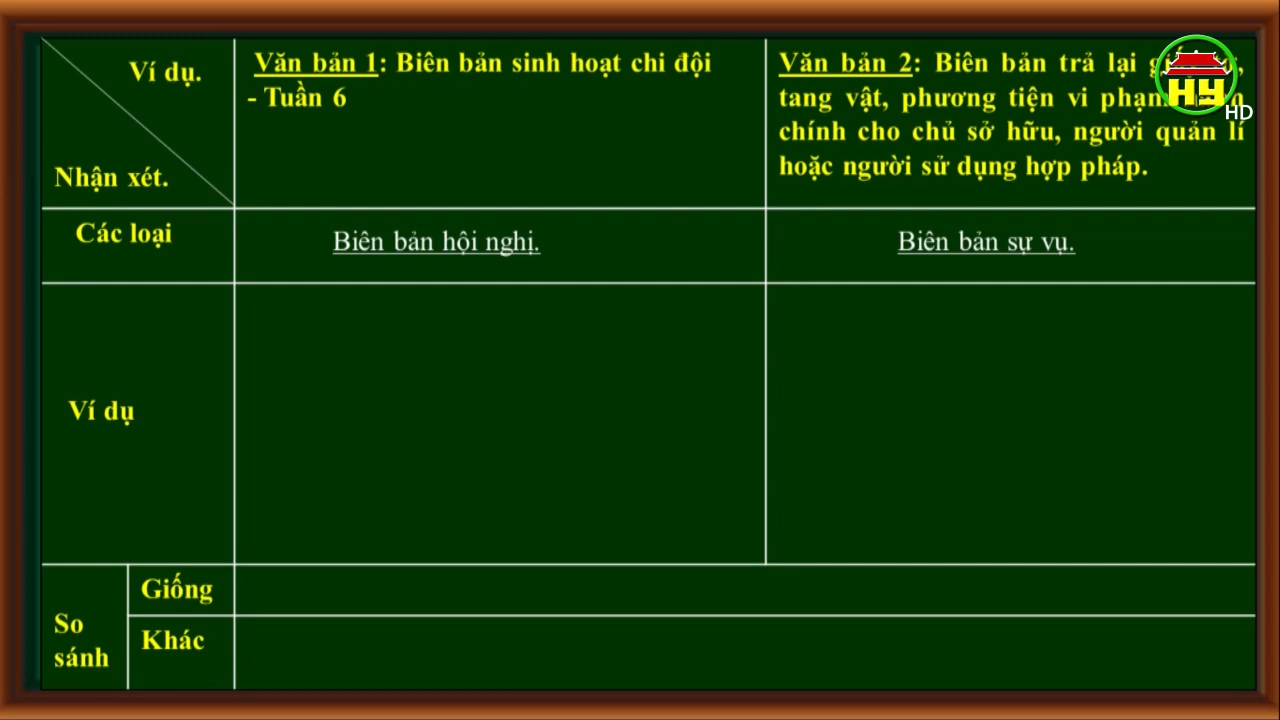 Ví dụ.
Nhận xét.
Văn bản 1: Biên bản sinh hoạt chi đội
- Tuần 6
Văn bản 2: Biên bản trả lại
tang vật, phương tiện vi phạm
chính cho chủ sở hữu, người quản lí
hoặc người sử dụng hợp pháp.
HY
HD
Các loại
Biên bản hội nghị.
Biên bản sự vụ.
Ví dụ
So
sánh
Giống
Khác